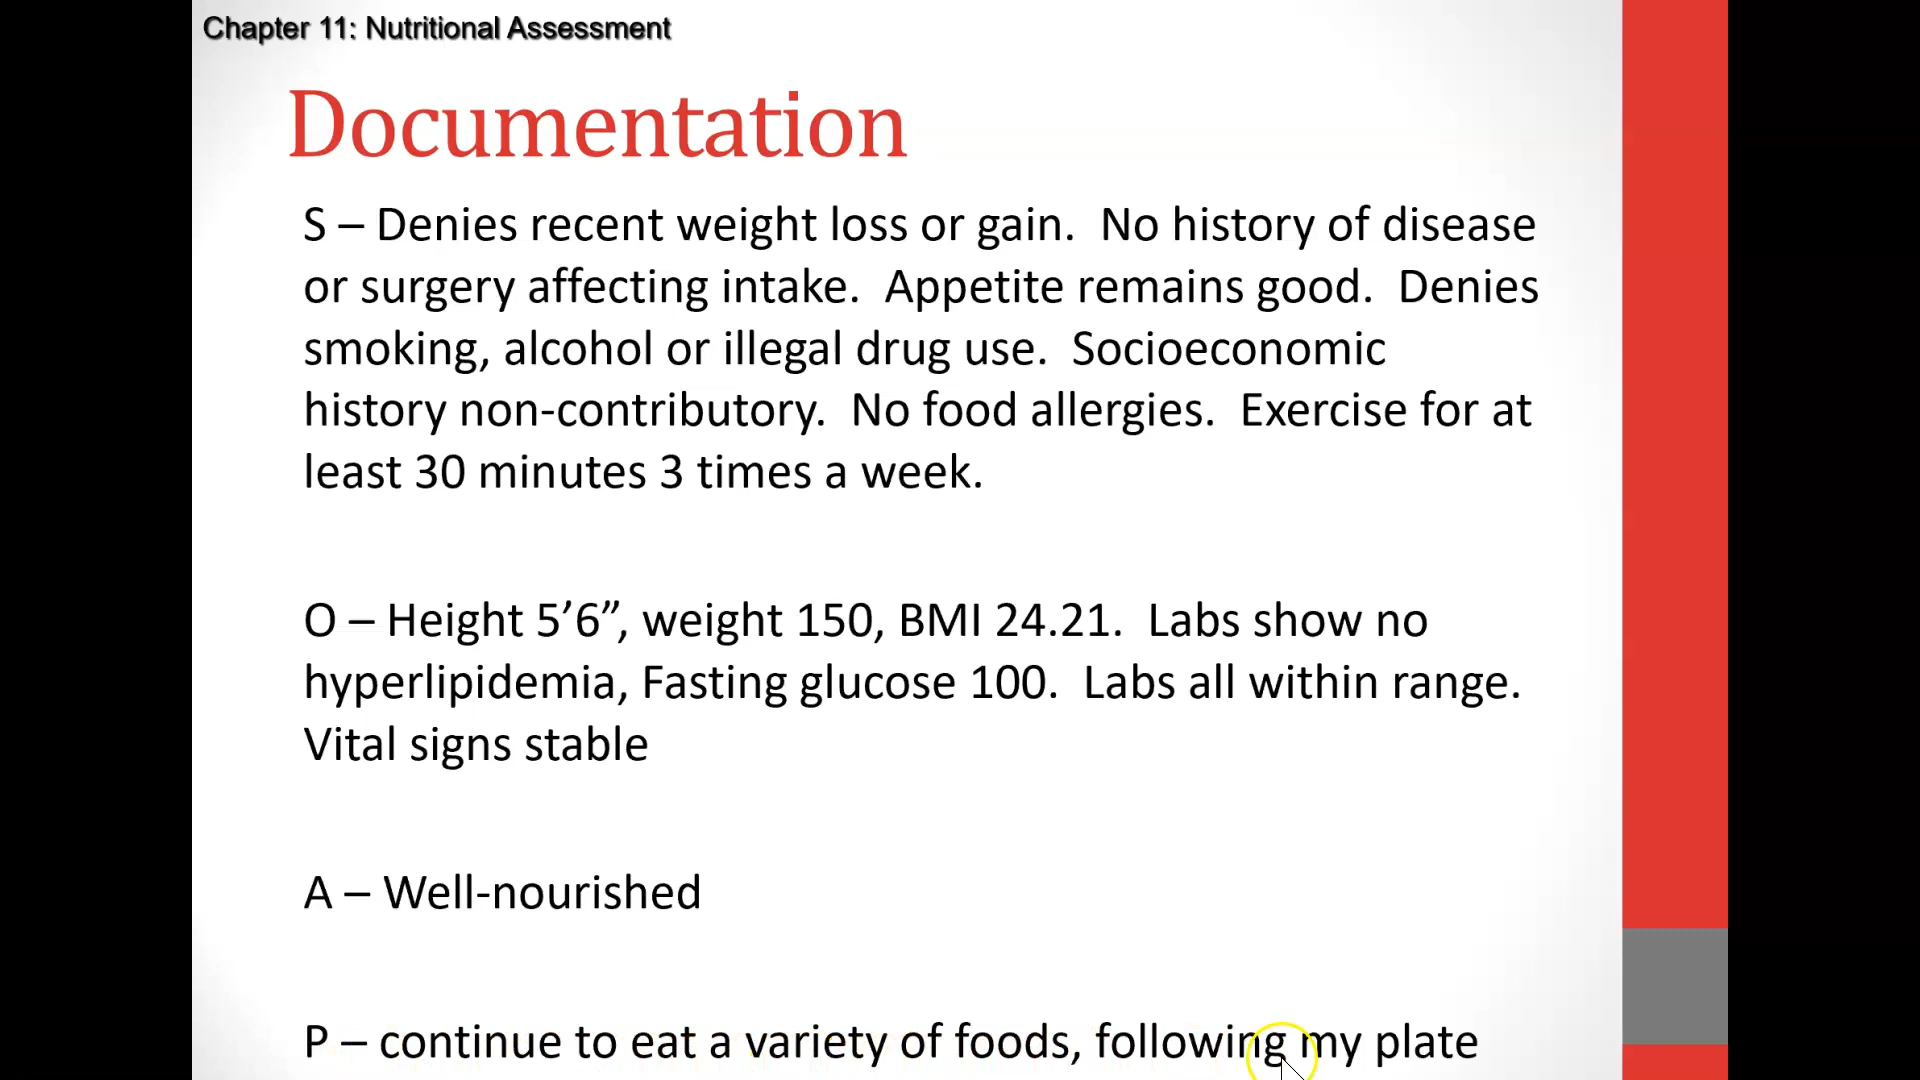 Chapter 11: Nutritional Assessment
Documentation
S – Denies recent weight loss or gain.  No history of disease
or surgery affecting intake.  Appetite remains good.  Denies
smoking, alcohol or illegal drug use.  Socioeconomic
history non-contributory.  No food allergies.  Exercise for at
least 30 minutes 3 times a week.
O – Height 5’6”, weight 150, BMI 24.21.  Labs show no
hyperlipidemia, Fasting glucose 100.  Labs all within range.
Vital signs stable
A – Well-nourished
P – continue to eat a variety of foods, following my plate